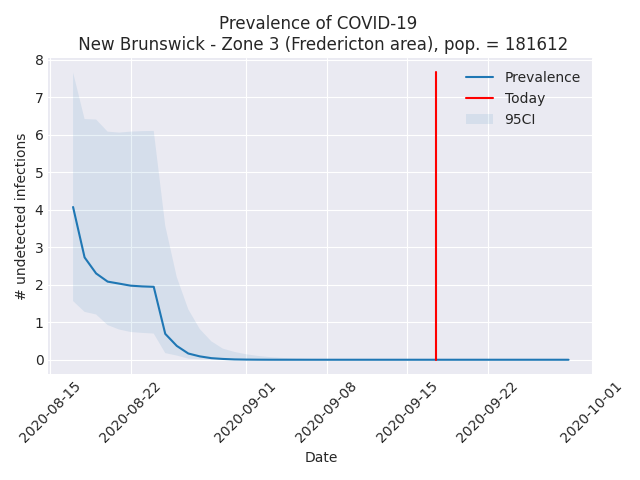 Prevalence of COVID-19
New Brunswick - Zone 3 (Fredericton area), pop. = 181612
8
7
6
5
4
3
2
1
0
# undetected infections
Prevalence
Today
95CI
2020-08-15
2020-08-22
2020-09-01
2020-09-08
2020-09-15
2020-09-22
2020-10-01
Date